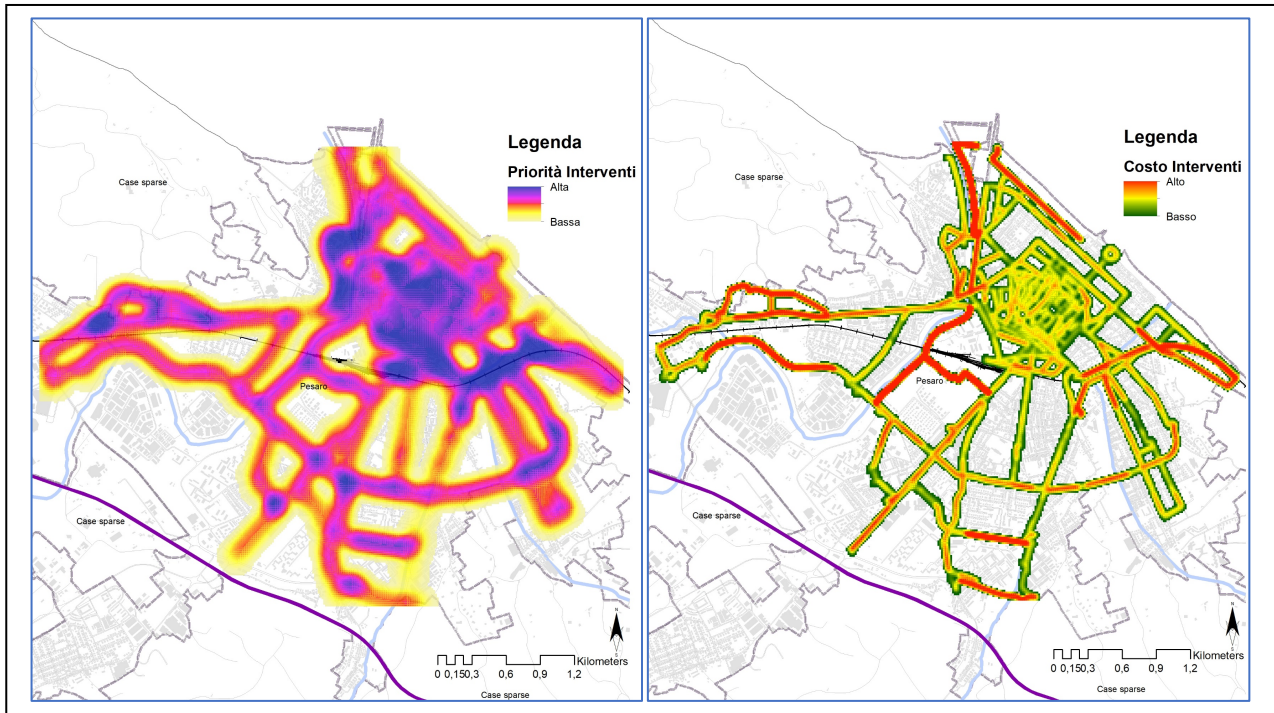 Legenda
Priorità Interventi
Alta
Bassa
Case sparse
Pesaro
Case sparse
N
S
Kilometers
0 0,150,3 0,6 0,9 1,2
Case sparse
Legenda
Costo Interventi
Alto
Basso
Case sparse
Pesaro
Case sparse
N
S
Kilometers
0 0,150,3 0,6 0,9 1,2
Case sparse